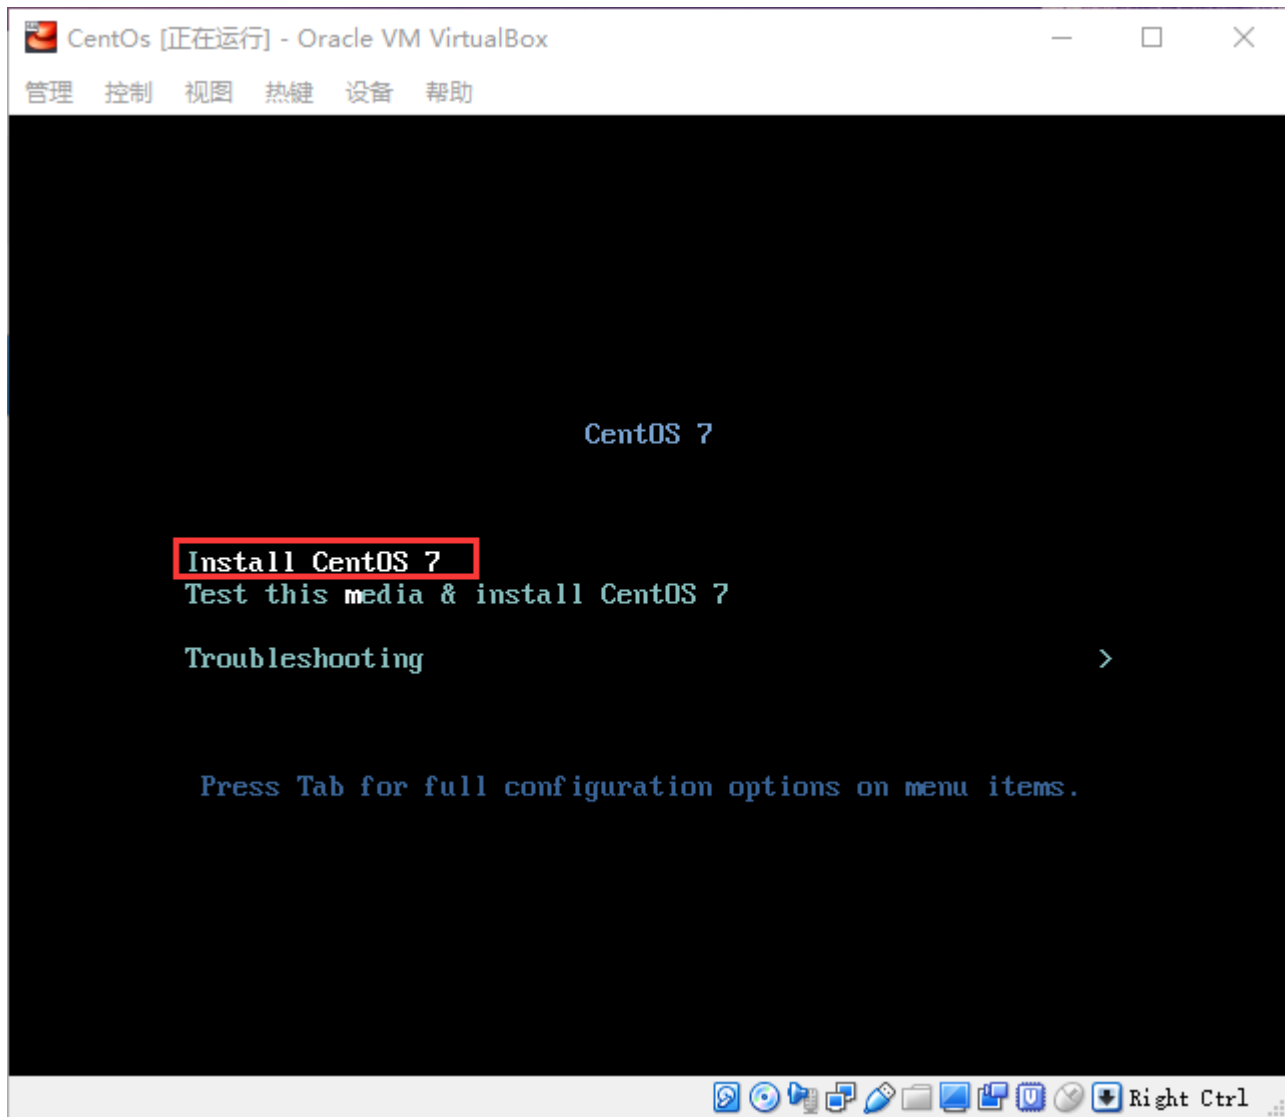 CentOs [正在运行] - Oracle VM VirtualBox
管理 控制 视图 热键 设备 帮助
CentOS 7
Install CentOS 7
Test this media & install CentOS 7
Troubleshooting >
Press Tab for full configuration options on menu items.
Right Ctrl